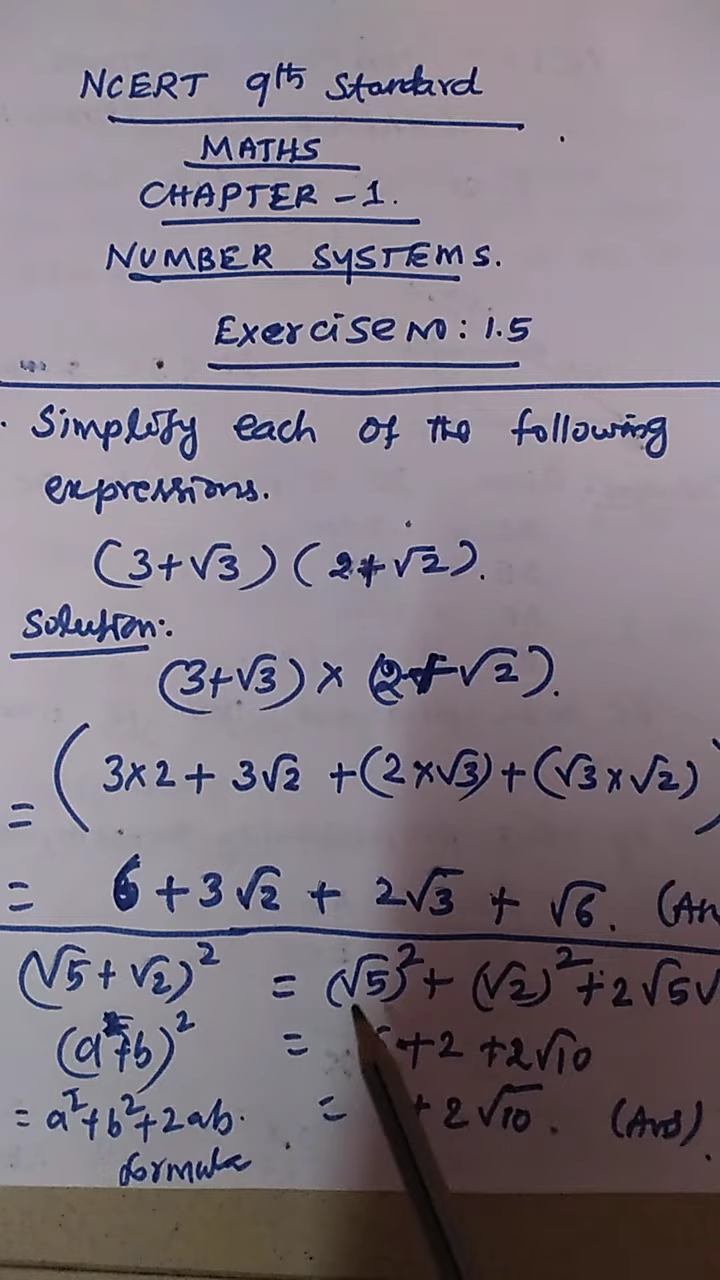 NCERT 9th Standard
MATHS
CHAPTER - 1.
NUMBER SYSTEMS.
Exercise NO: 1.5
Simplify each of the following
expressions.
(3+√3) (2+√2).
Solution:
(3+√3) × (2+√2).
= (3×2 + 3√2 + (2×√3) + (√3×√2)
= 6 + 3√2 + 2√3 + √6. (An
(√5 + √2)² = (√5)² + (√2)² + 2√5√
(a+b)² = +2 +2√10
= a²+b²+2ab. = + 2√10. (Ans).
formula